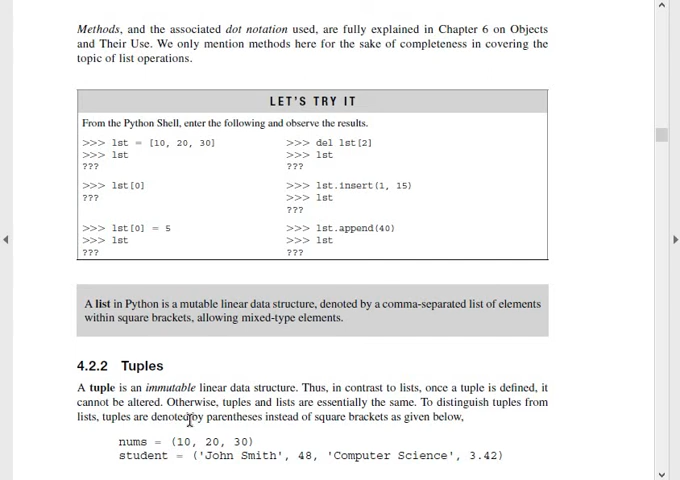 Methods, and the associated dot notation used, are fully explained in Chapter 6 on Objects
and Their Use. We only mention methods here for the sake of completeness in covering the
topic of list operations.
LET'S TRY IT
From the Python Shell, enter the following and observe the results.
>>> lst = [10, 20, 30]
>>> lst
???
>>> lst[0]
???
>>> lst[0] = 5
>>> lst
???
>>> del lst[2]
>>> lst
???
>>> lst.insert(1, 15)
>>> lst
???
>>> lst.append(40)
>>> lst
???
A list in Python is a mutable linear data structure, denoted by a comma-separated list of elements
within square brackets, allowing mixed-type elements.
4.2.2 Tuples
A tuple is an immutable linear data structure. Thus, in contrast to lists, once a tuple is defined, it
cannot be altered. Otherwise, tuples and lists are essentially the same. To distinguish tuples from
lists, tuples are denoted by parentheses instead of square brackets as given below,
nums = (10, 20, 30)
student = ('John Smith', 48, 'Computer Science', 3.42)